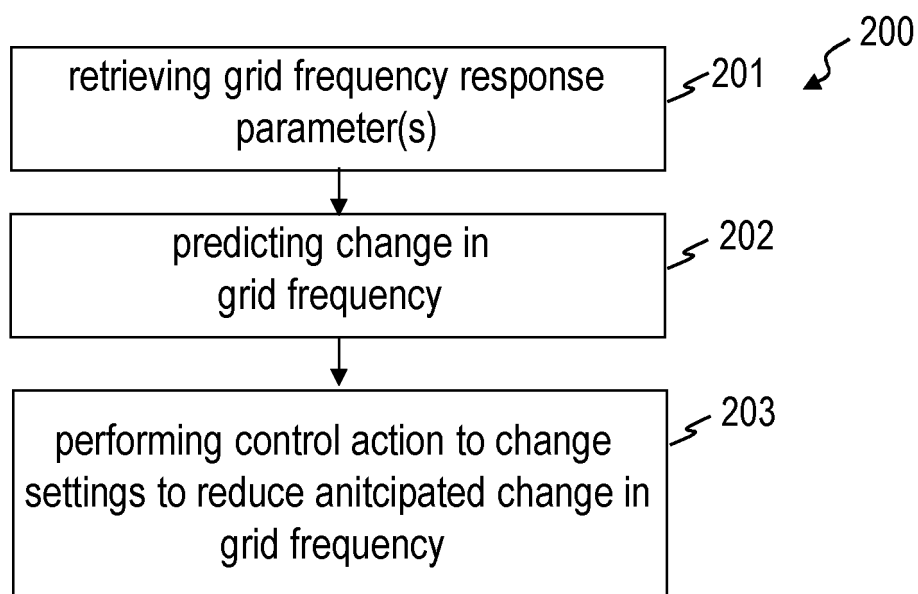 200
retrieving grid frequency response
parameter(s)
201
predicting change in
grid frequency
202
performing control action to change
settings to reduce anitcipated change in
grid frequency
203